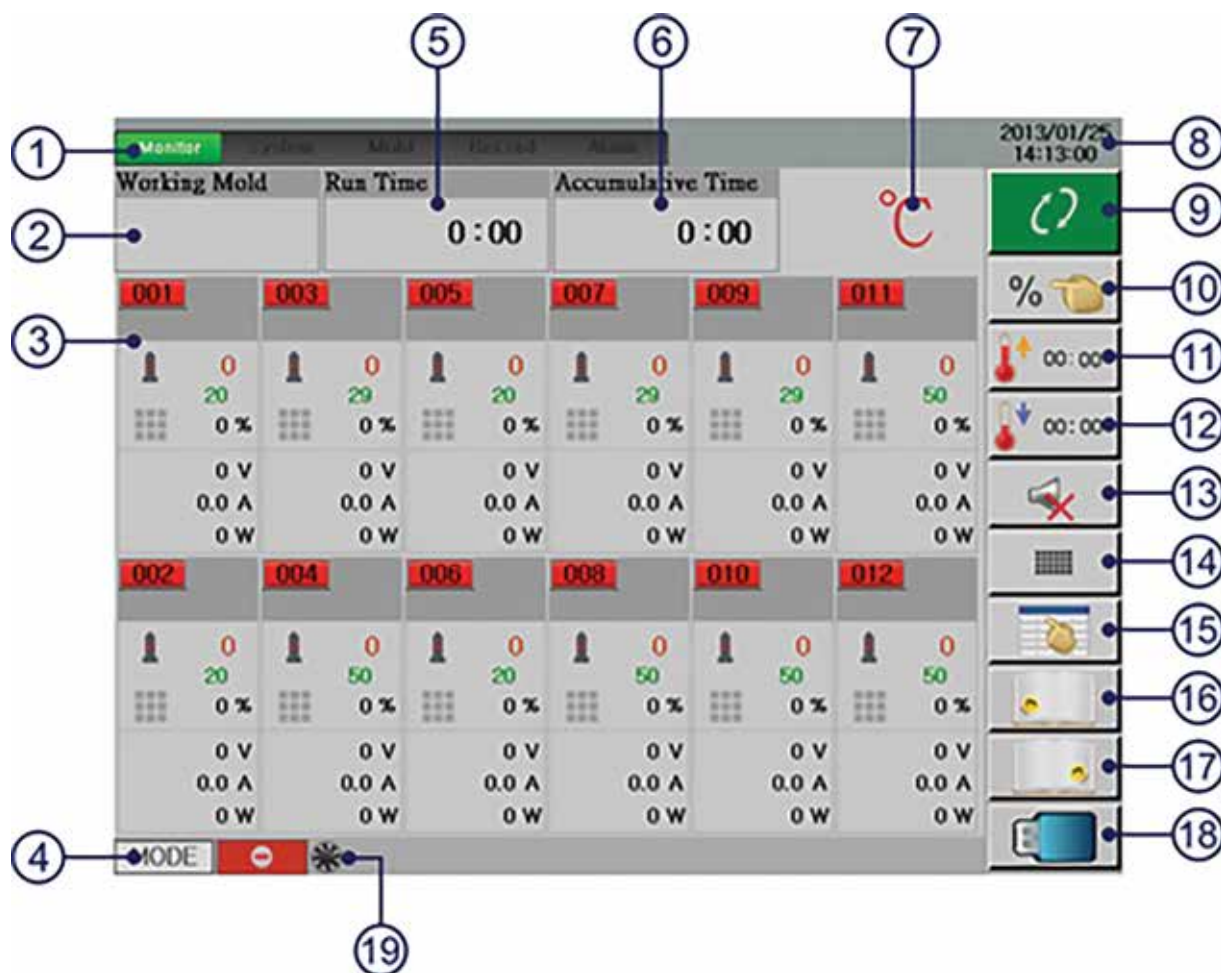 5 6 7
2013/01/25
14:13:00
1 Monitor System Mold Record Alarm 8
Working Mold Run Time Accumulative Time °C
2 0:00 0:00 9
001 003 005 007 009 011
% 10
3
0 0 0 0 0 0
00:00 11
20 29 20 29 29 50
0 % 0 % 0 % 0 % 0 % 0 %
00:00 12
0 V 0 V 0 V 0 V 0 V 0 V
0.0 A 0.0 A 0.0 A 0.0 A 0.0 A 0.0 A
13
0 W 0 W 0 W 0 W 0 W 0 W
002 004 006 008 010 012
14
15
0 0 0 0 0 0
20 50 20 50 50 50
0 % 0 % 0 % 0 % 0 % 0 %
16
0 V 0 V 0 V 0 V 0 V 0 V
17
0.0 A 0.0 A 0.0 A 0.0 A 0.0 A 0.0 A
0 W 0 W 0 W 0 W 0 W 0 W
18
4 MODE
19